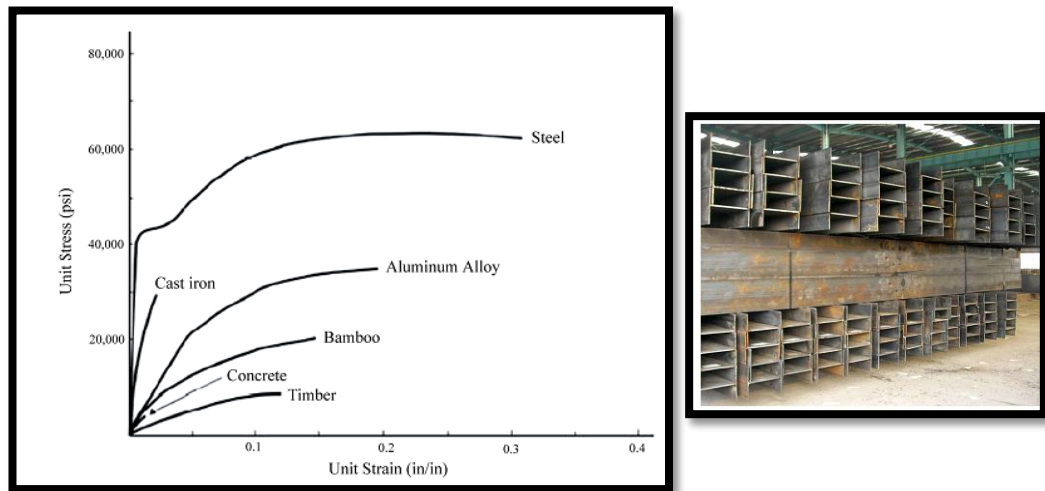 80,000
60,000
40,000
20,000
Unit Stress (psi)
Steel
Cast iron
Aluminum Alloy
Bamboo
Concrete
Timber
0.1
0.2
0.3
0.4
Unit Strain (in/in)